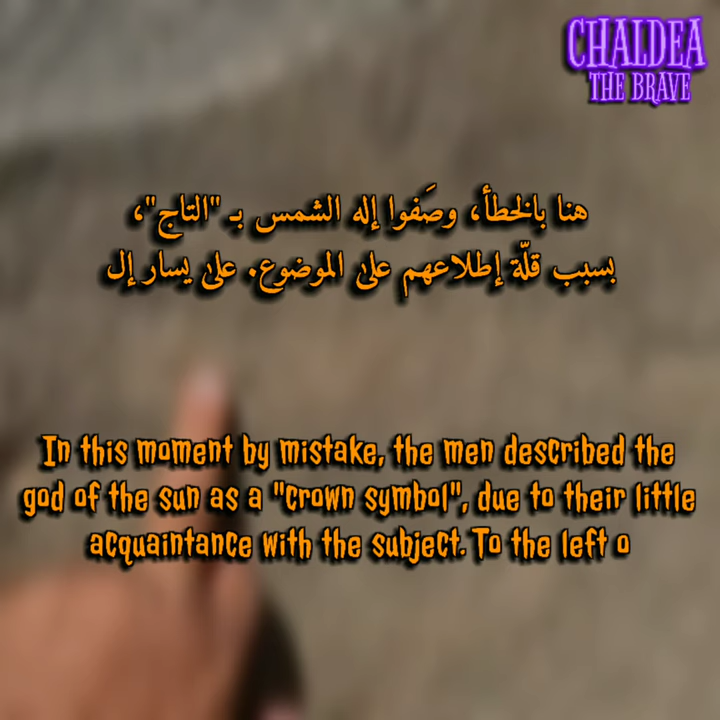 CHALDEA
THE BRAVE
هنا بالخطأ، وصَفوا إله الشمس بـ "التاج"،
بسبب قلّة إطلاعهم على الموضوع. على يسار إل
In this moment by mistake, the men described the
god of the sun as a "crown symbol", due to their little
acquaintance with the subject. To the left o